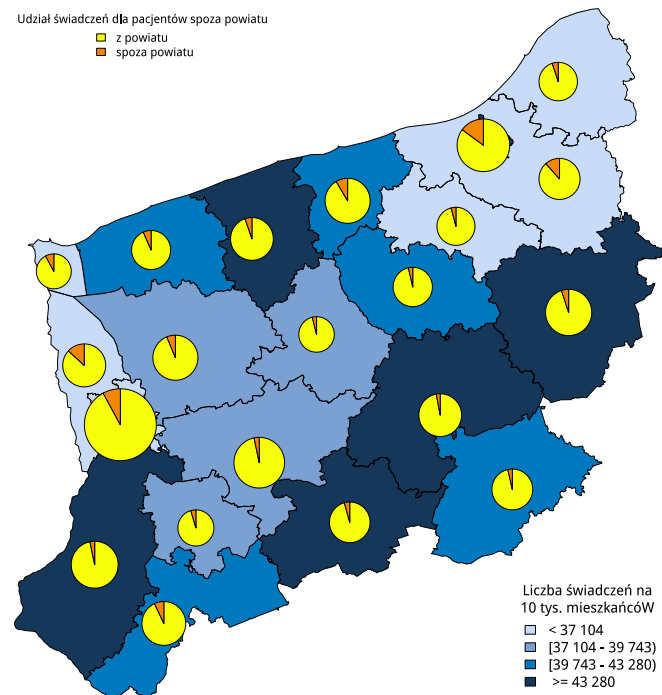 Udział świadczeń dla pacjentów spoza powiatu
z powiatu
spoza powiatu
Liczba świadczeń na
10 tys. mieszkańcóW
< 37 104
[37 104 - 39 743)
[39 743 - 43 280)
>= 43 280